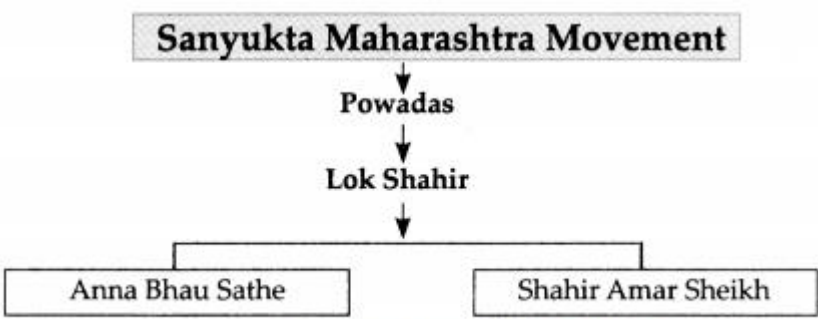 Sanyukta Maharashtra Movement
Powadas
Lok Shahir
Anna Bhau Sathe
Shahir Amar Sheikh